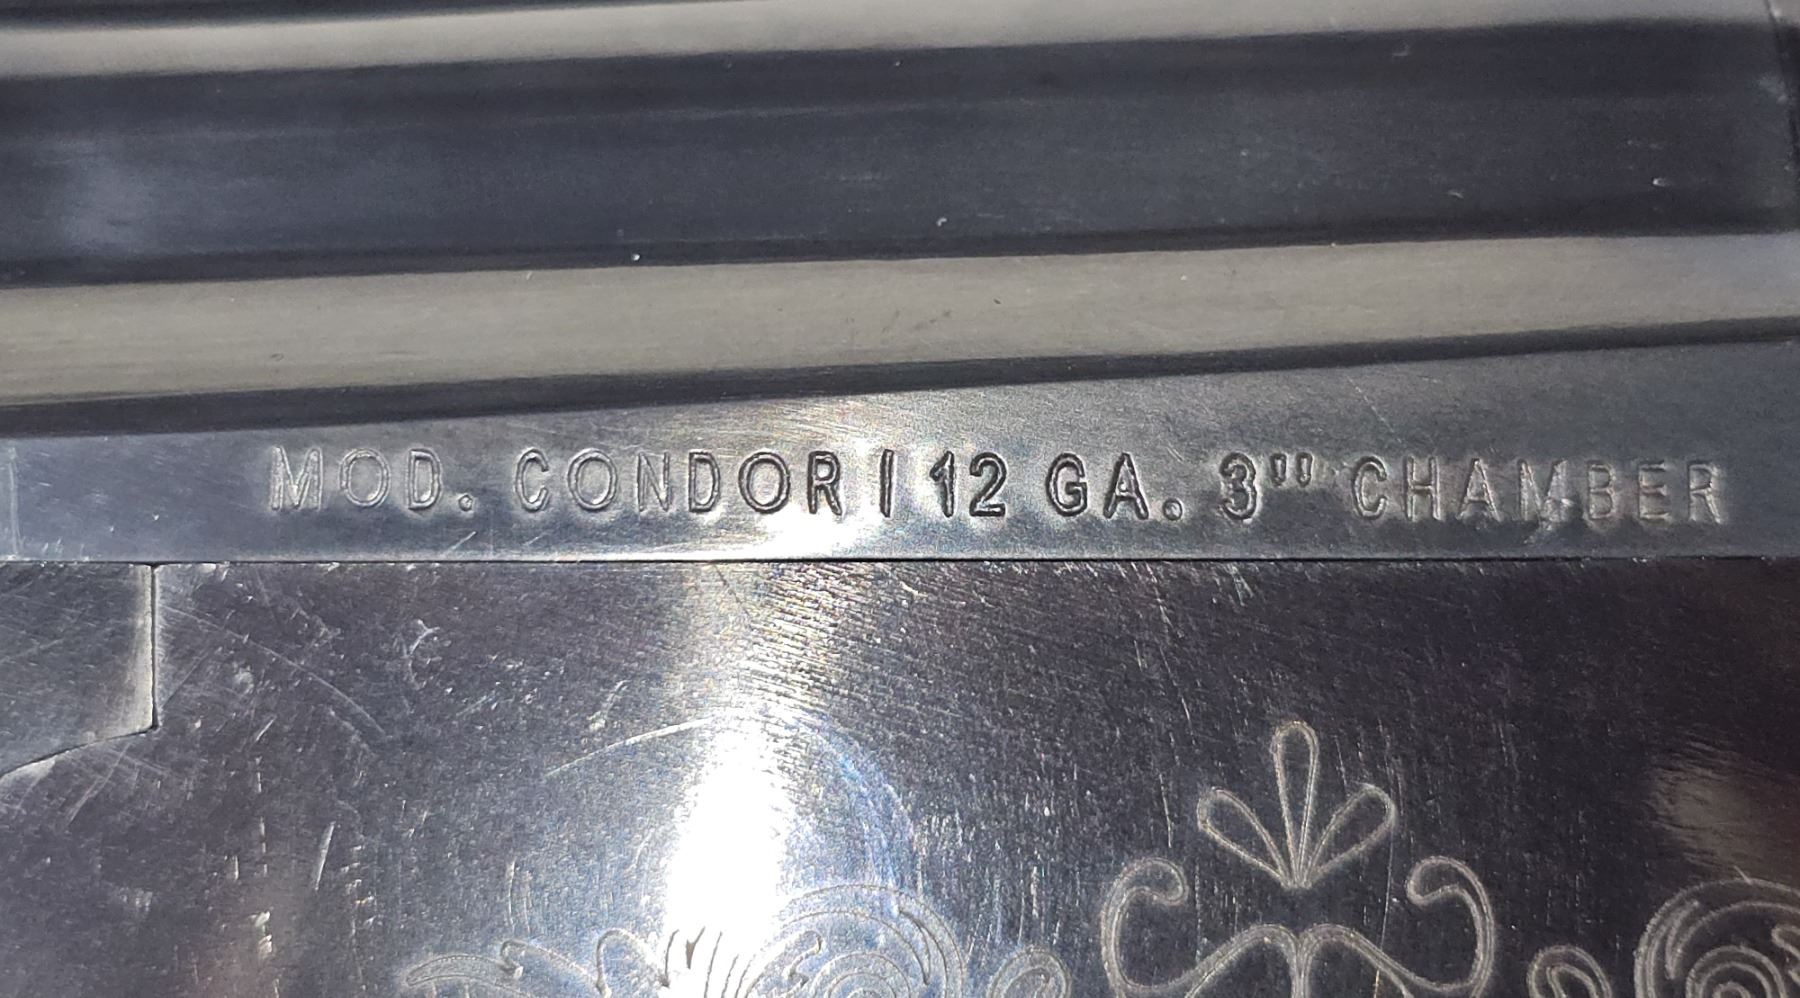 MOD. CONDOR I 12 GA. 3" CHAMBER